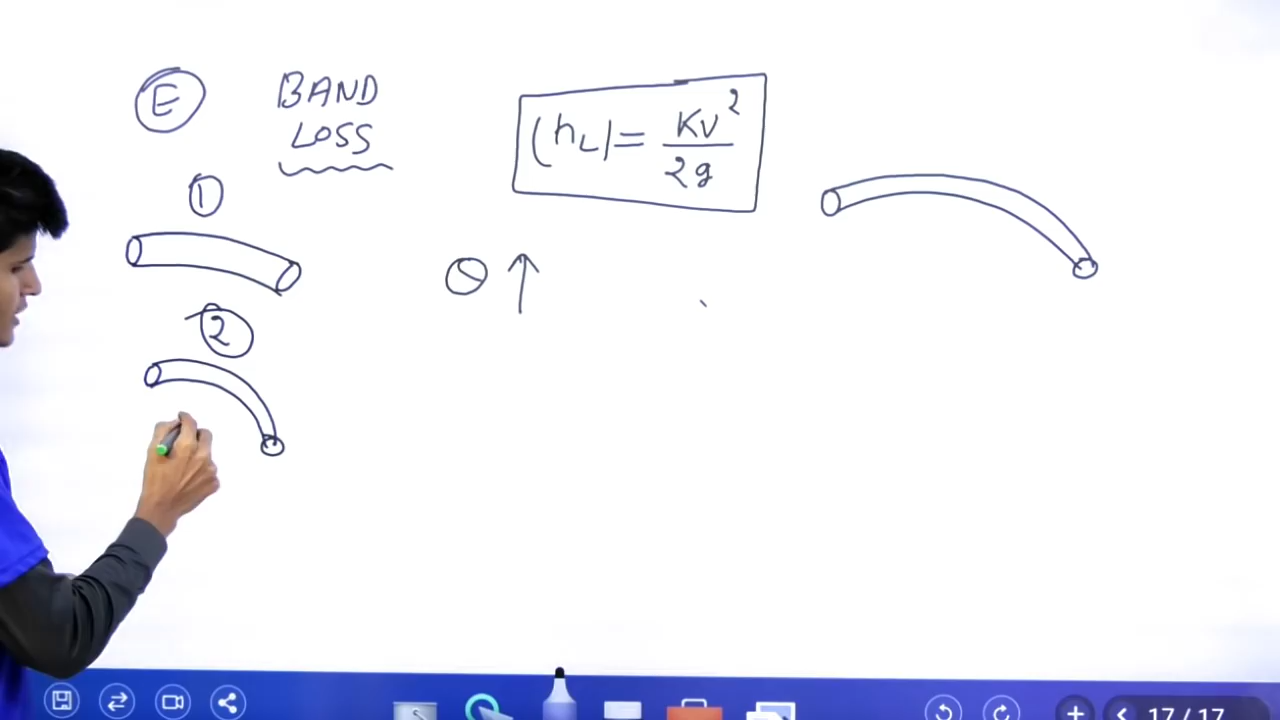 E BAND
LOSS
(hL) = Kv²
2g
1
θ ↑
2
17 / 17